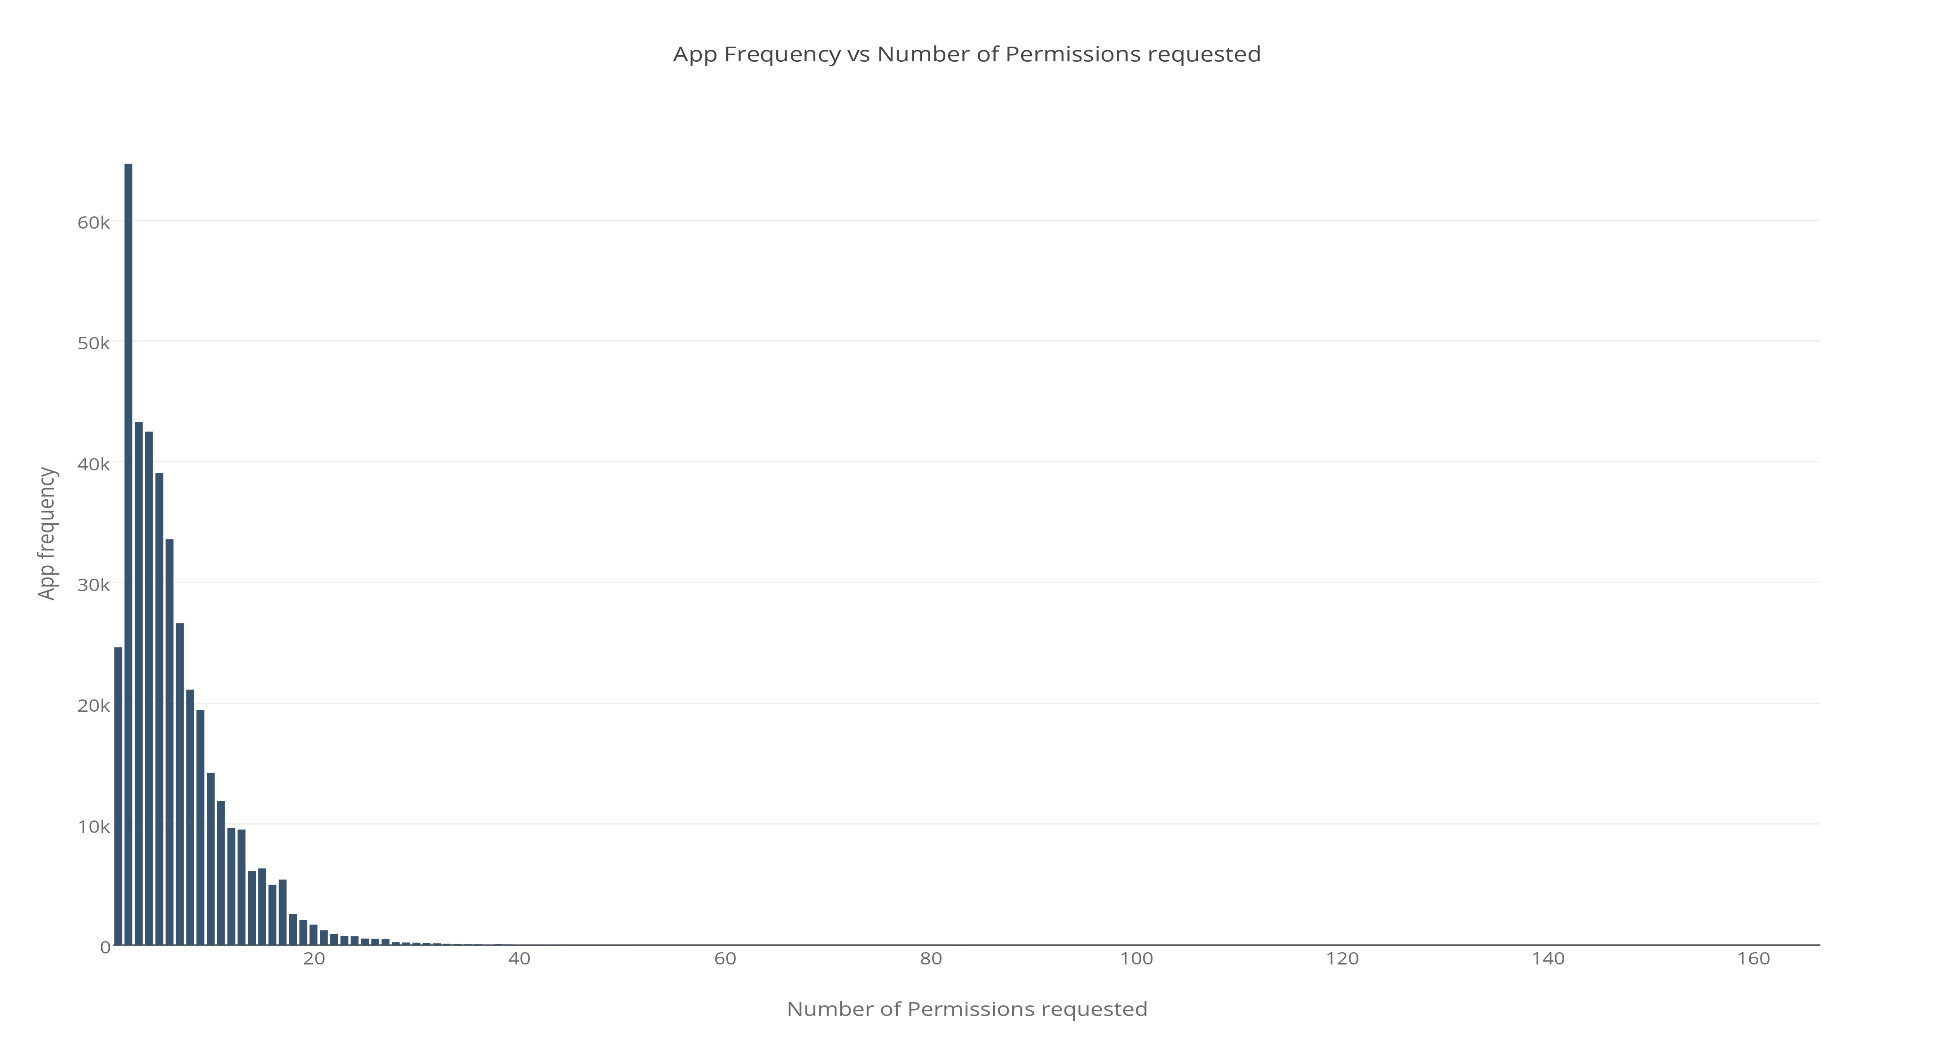 App Frequency vs Number of Permissions requested
60k
50k
40k
30k
20k
10k
0
App frequency
20 40 60 80 100 120 140 160
Number of Permissions requested